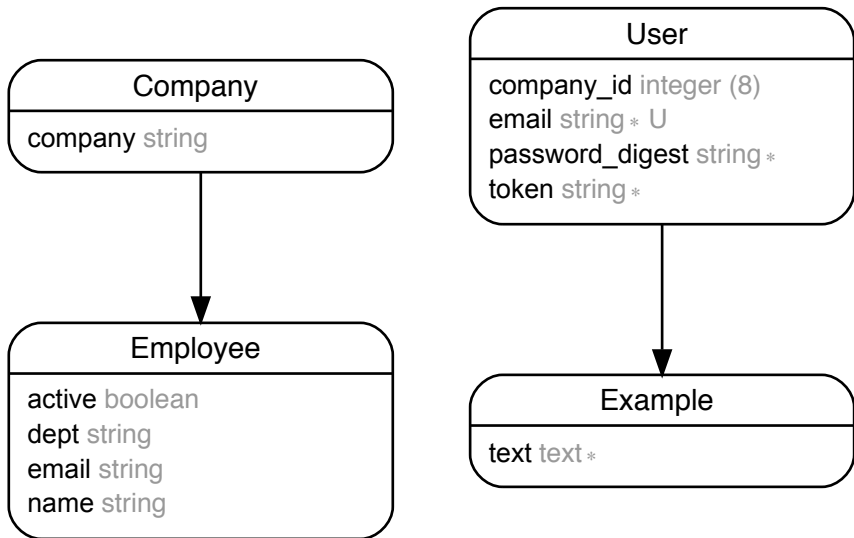 Company
company string
Employee
active boolean
dept string
email string
name string
User
company_id integer (8)
email string * U
password_digest string *
token string *
Example
text text *